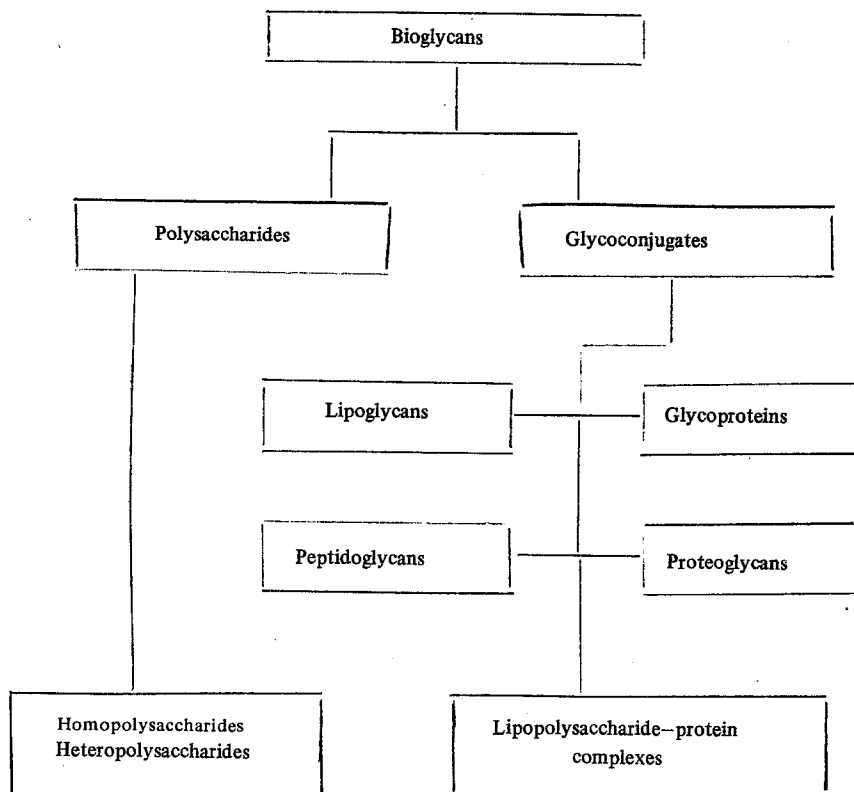 Bioglycans
Polysaccharides
Glycoconjugates
Lipoglycans
Glycoproteins
Peptidoglycans
Proteoglycans
Homopolysaccharides
Heteropolysaccharides
Lipopolysaccharide–protein
complexes